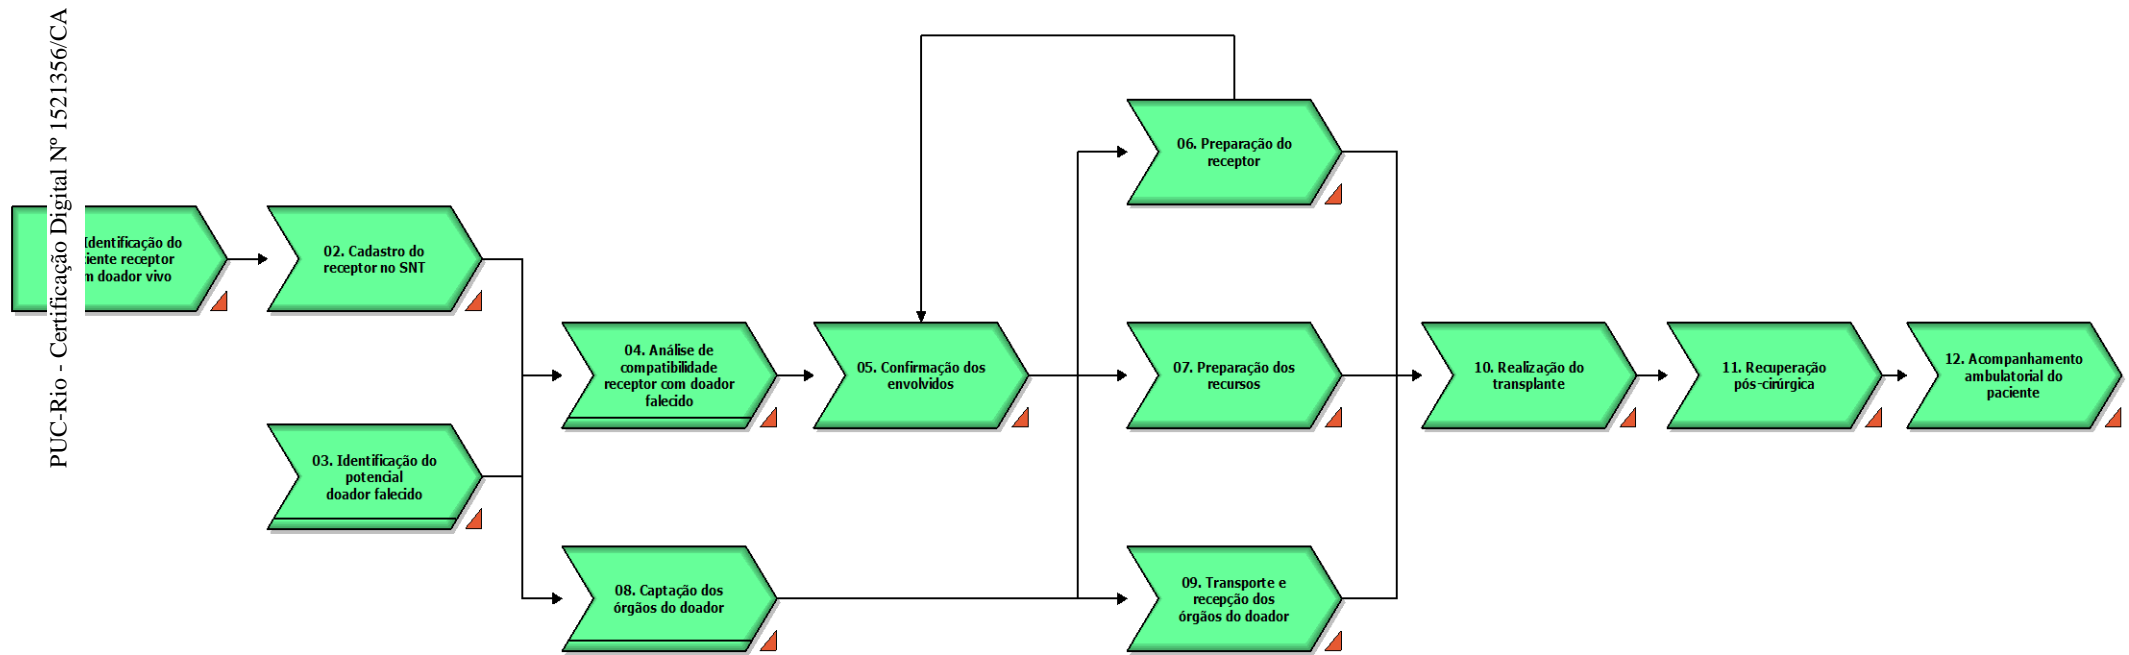 PUC-Rio - Certificação Digital Nº 1521356/CA
Identificação do
receptor
doador vivo
02. Cadastro do
receptor no SNT
03. Identificação do
potencial
doador falecido
04. Análise de
compatibilidade
receptor com doador
falecido
05. Confirmação dos
envolvidos
06. Preparação do
receptor
07. Preparação dos
recursos
08. Captação dos
órgãos do doador
09. Transporte e
recepção dos
órgãos do doador
10. Realização do
transplante
11. Recuperação
pós-cirúrgica
12. Acompanhamento
ambulatorial do
paciente